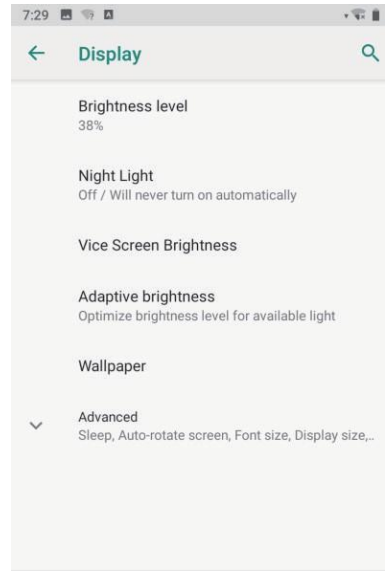 7:29
Display
Brightness level
38%
Night Light
Off / Will never turn on automatically
Vice Screen Brightness
Adaptive brightness
Optimize brightness level for available light
Wallpaper
Advanced
Sleep, Auto-rotate screen, Font size, Display size,..